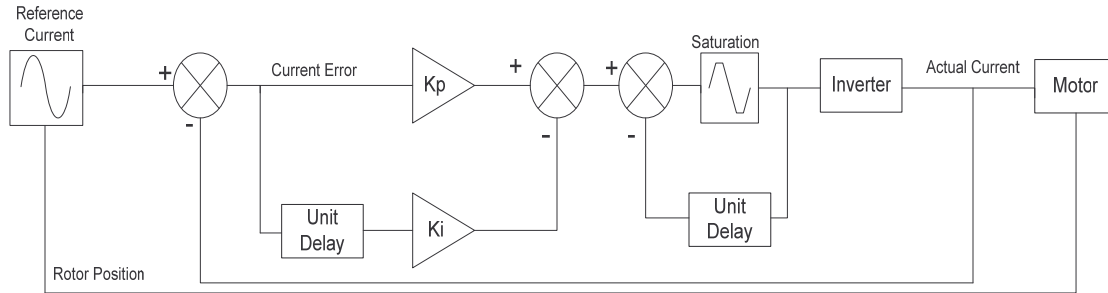 Reference
Current
+
-
Current Error
Kp
+
-
+
-
Saturation
Inverter
Actual Current
Motor
Unit
Delay
Ki
Unit
Delay
Rotor Position